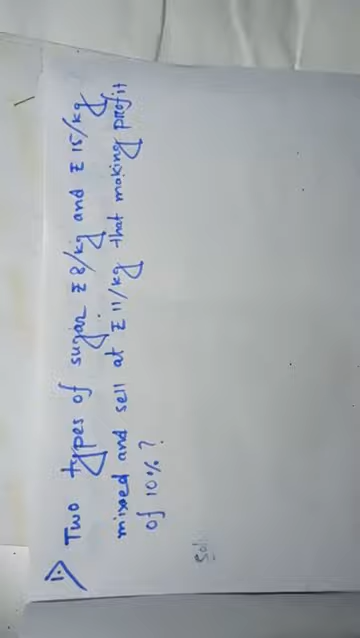 1.> Two types of sugar ₹8/kg and ₹15/kg
mixed and sell at ₹11/kg that making profit
of 10%?
Sol